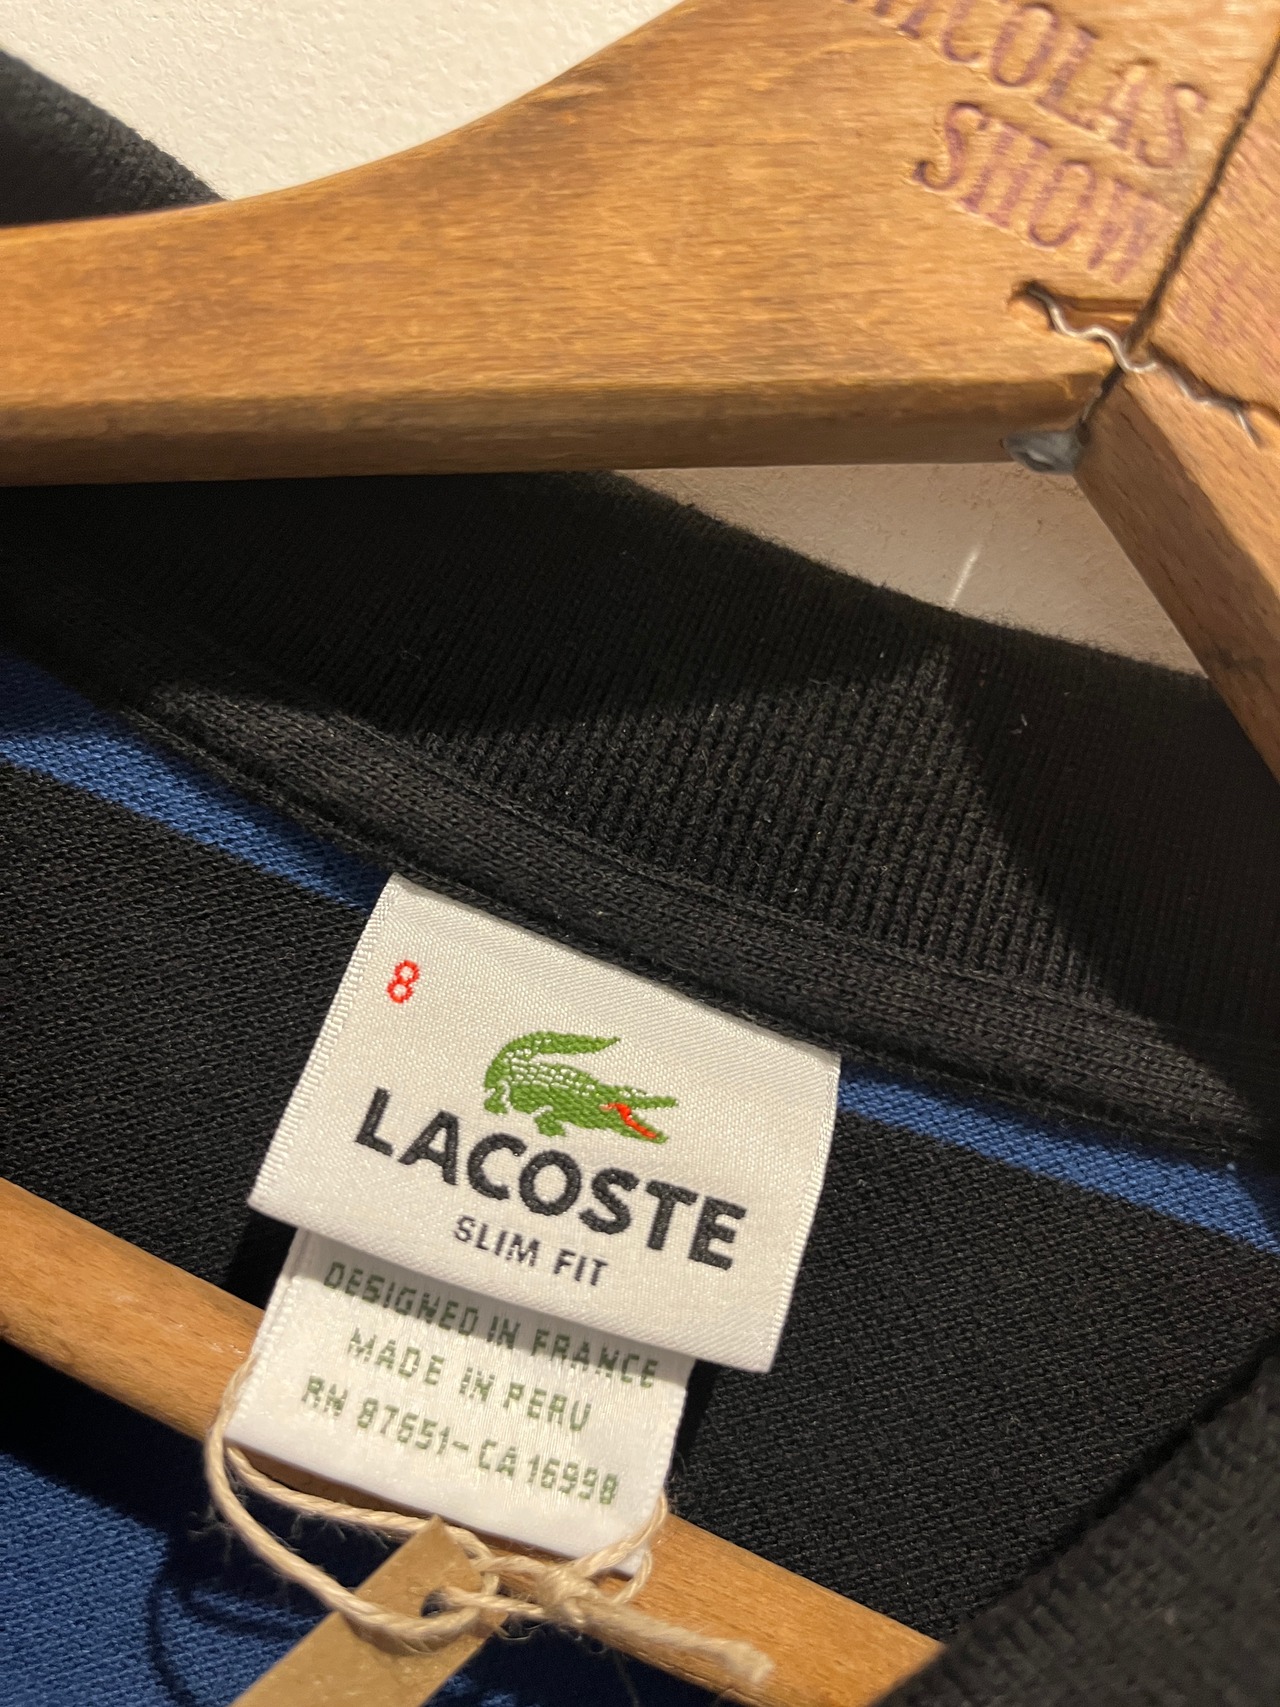 NICOLAS
SHOW
8
LACOSTE
SLIM FIT
DESIGNED IN FRANCE
MADE IN PERU
RN 87651-CA 16998